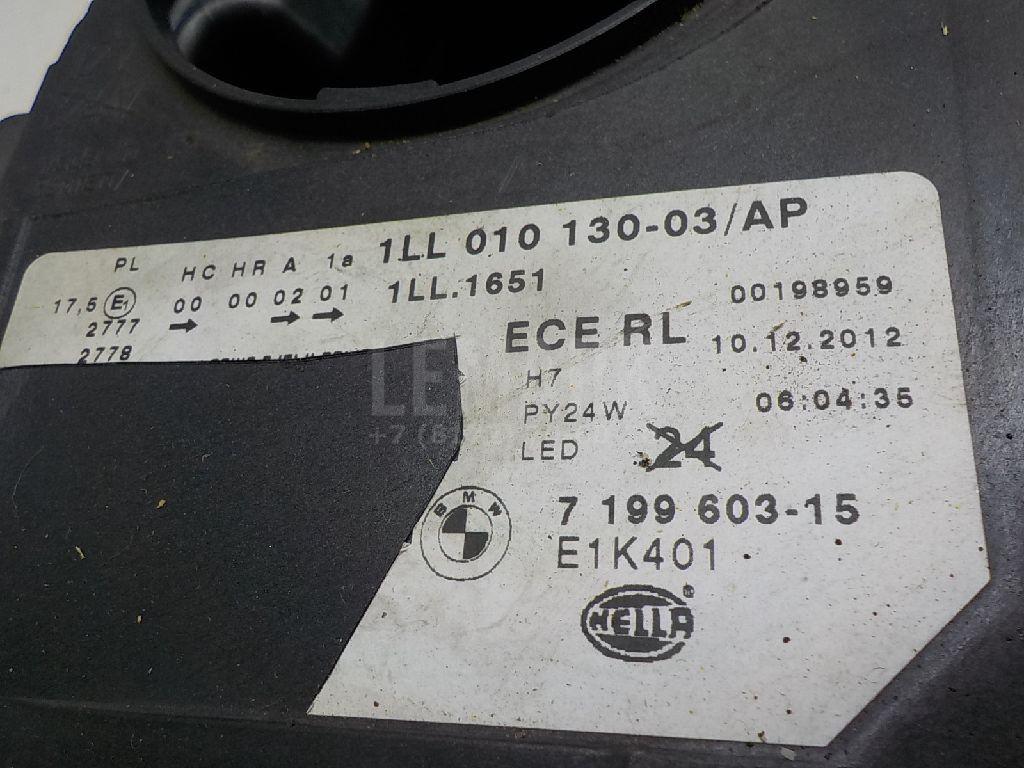 PL HC HR A 1a 1LL 010 130-03/AP
17,5 E1 00 00 02 01 1LL.1651 00198959
2777
2778
ECE RL 10.12.2012
H7
PY24W 06:04:35
LED 24
BMW 7 199 603-15
E1K401
HELLA ®